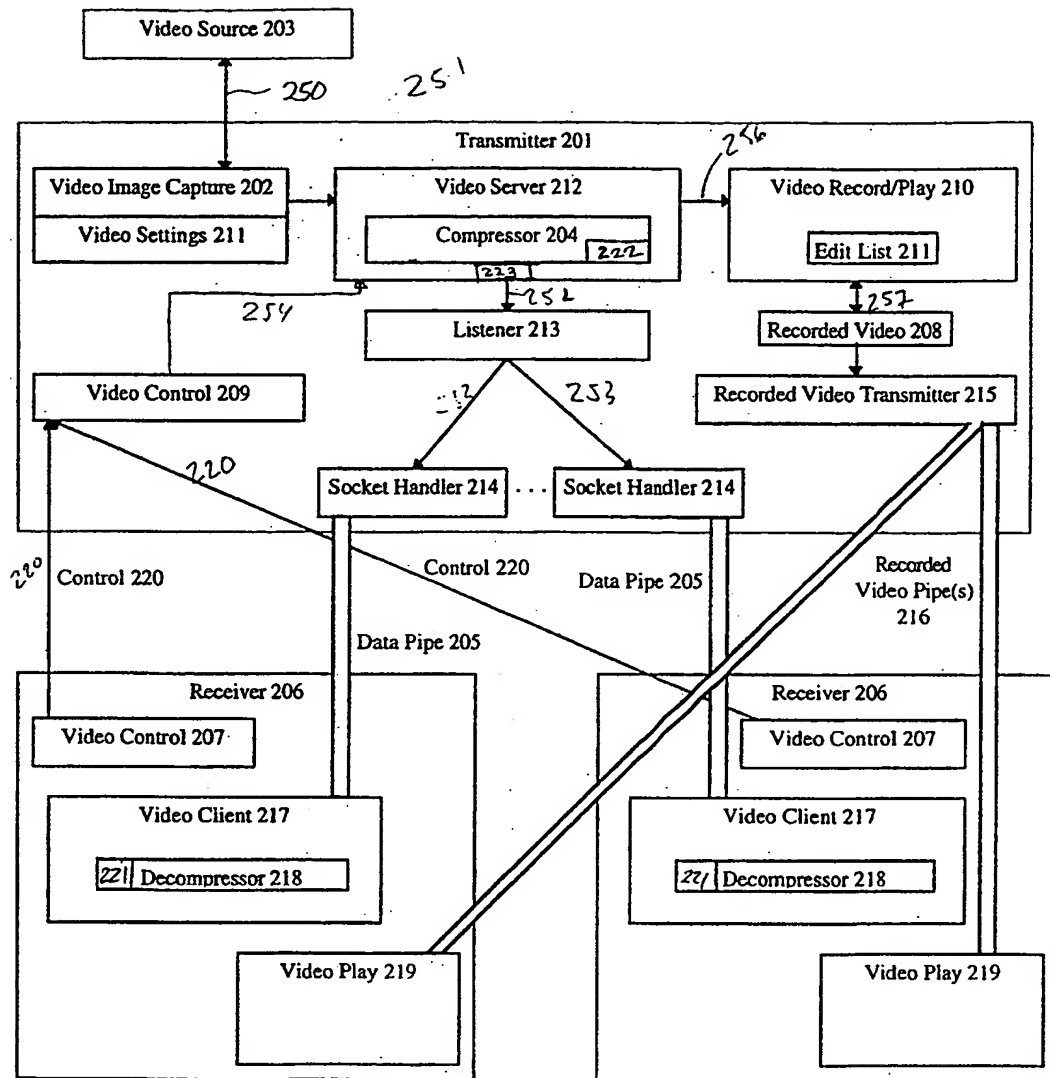 Video Source 203
250
251
Transmitter 201
256
Video Image Capture 202
Video Settings 211
Video Server 212
Compressor 204
222
223
252
Video Record/Play 210
Edit List 211
257
Recorded Video 208
254
Listener 213
253
Video Control 209
Recorded Video Transmitter 215
220
Socket Handler 214
...
Socket Handler 214
220
Control 220
Control 220
Data Pipe 205
Data Pipe 205
Recorded
Video Pipe(s)
216
Receiver 206
Video Control 207
Video Client 217
221
Decompressor 218
Video Play 219
Receiver 206
Video Control 207
Video Client 217
221
Decompressor 218
Video Play 219